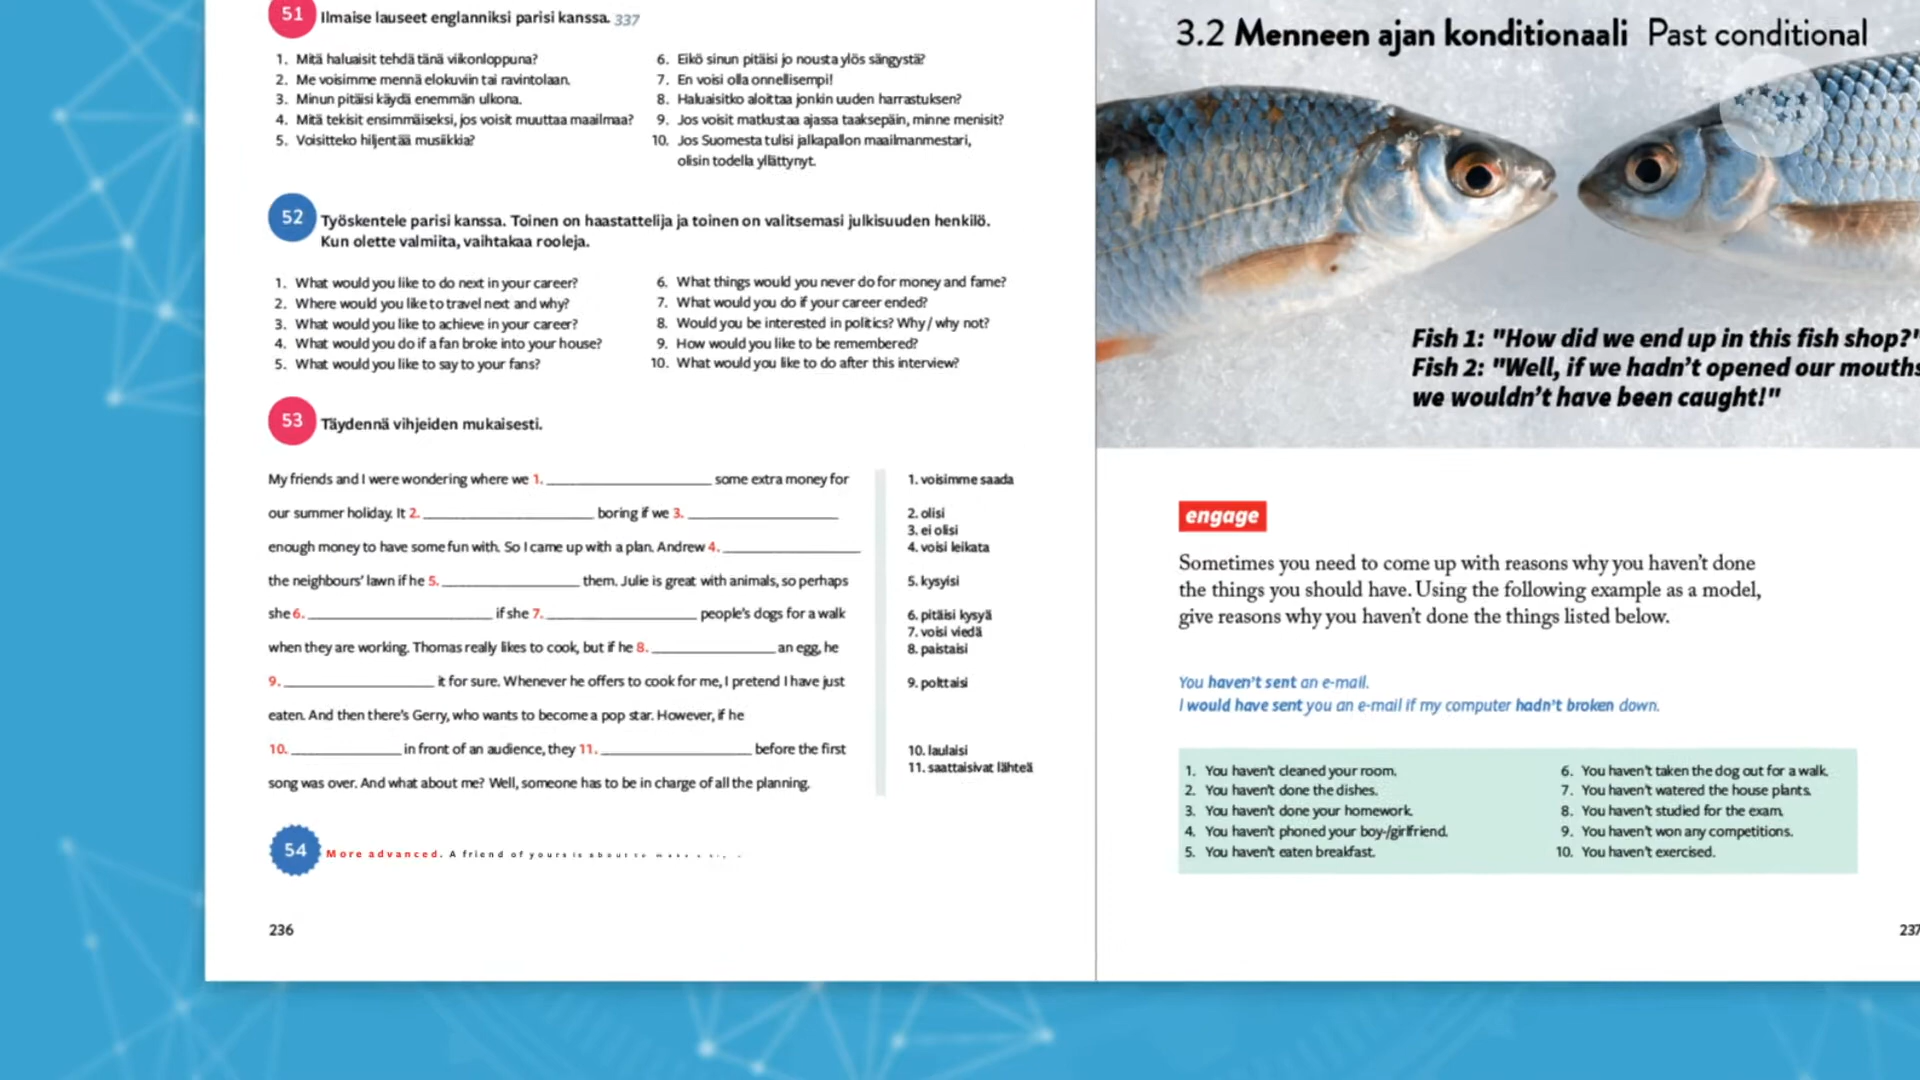 51 Ilmaise lauseet englanniksi parisi kanssa. 337
1. Mitä haluaisit tehdä tänä viikonloppuna?
2. Me voisimme mennä elokuviin tai ravintolaan.
3. Minun pitäisi käydä enemmän ulkona.
4. Mitä tekisit ensimmäiseksi, jos voisit muuttaa maailmaa?
5. Voisitteko hiljentää musiikkia?
6. Eikö sinun pitäisi jo nousta ylös sängystä?
7. En voisi olla onnellisempi!
8. Haluaisitko aloittaa jonkin uuden harrastuksen?
9. Jos voisit matkustaa ajassa taaksepäin, minne menisit?
10. Jos Suomesta tulisi jalkapallon maailmanmestari,
olisin todella yllättynyt.
52 Työskentele parisi kanssa. Toinen on haastattelija ja toinen on valitsemasi julkisuuden henkilö.
Kun olette valmiita, vaihtakaa rooleja.
1. What would you like to do next in your career?
2. Where would you like to travel next and why?
3. What would you like to achieve in your career?
4. What would you do if a fan broke into your house?
5. What would you like to say to your fans?
6. What things would you never do for money and fame?
7. What would you do if your career ended?
8. Would you be interested in politics? Why / why not?
9. How would you like to be remembered?
10. What would you like to do after this interview?
53 Täydennä vihjeiden mukaisesti.
My friends and I were wondering where we 1. ____ some extra money for
our summer holiday. It 2. ____ boring if we 3. ____
enough money to have some fun with. So I came up with a plan. Andrew 4. ____
the neighbours' lawn if he 5. ____ them. Julie is great with animals, so perhaps
she 6. ____ if she 7. ____ people's dogs for a walk
when they are working. Thomas really likes to cook, but if he 8. ____ an egg, he
9. ____ it for sure. Whenever he offers to cook for me, I pretend I have just
eaten. And then there's Gerry, who wants to become a pop star. However, if he
10. ____ in front of an audience, they 11. ____ before the first
song was over. And what about me? Well, someone has to be in charge of all the planning.
1. voisimme saada
2. olisi
3. ei olisi
4. voisi leikata
5. kysyisi
6. pitäisi kysyä
7. voisi viedä
8. paistaisi
9. polttaisi
10. laulaisi
11. saattaisivat lähteä
54 More advanced. A friend of yours is about to make a
236
3.2 Menneen ajan konditionaali Past conditional
Fish 1: "How did we end up in this fish shop?"
Fish 2: "Well, if we hadn't opened our mouths
we wouldn't have been caught!"
engage
Sometimes you need to come up with reasons why you haven't done
the things you should have. Using the following example as a model,
give reasons why you haven't done the things listed below.
You haven't sent an e-mail.
I would have sent you an e-mail if my computer hadn't broken down.
1. You haven't cleaned your room.
2. You haven't done the dishes.
3. You haven't done your homework.
4. You haven't phoned your boy-/girlfriend.
5. You haven't eaten breakfast.
6. You haven't taken the dog out for a walk.
7. You haven't watered the house plants.
8. You haven't studied for the exam.
9. You haven't won any competitions.
10. You haven't exercised.
237